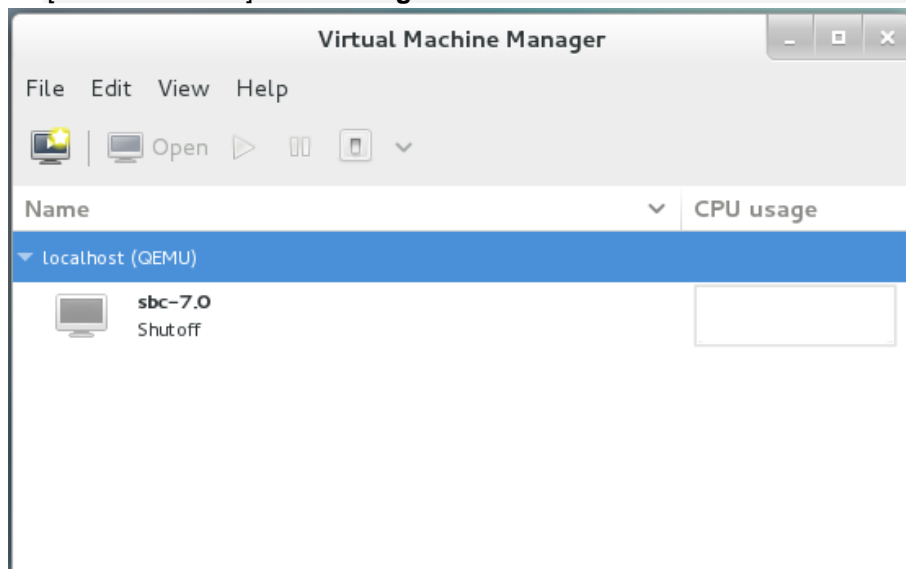 Virtual Machine Manager
File Edit View Help
Open
Name CPU usage
localhost (QEMU)
sbc-7.0
Shutoff